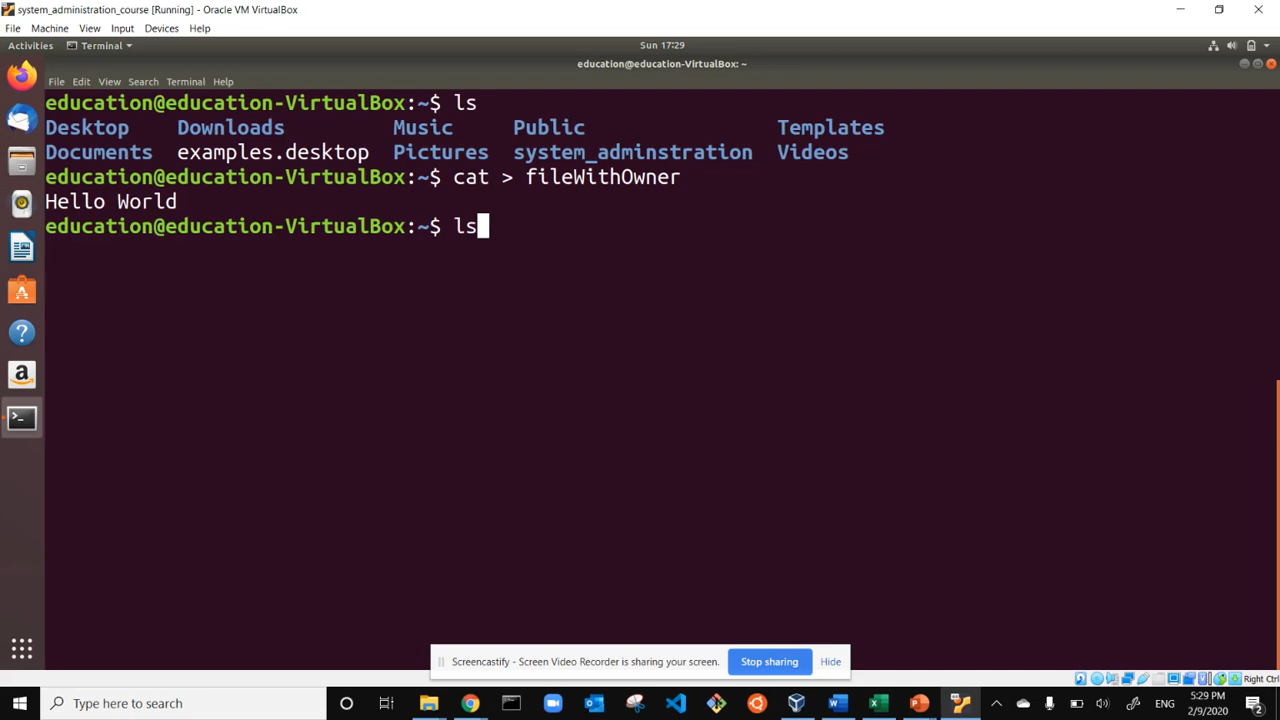 system_administration_course [Running] - Oracle VM VirtualBox
File Machine View Input Devices Help
Activities Terminal Sun 17:29
education@education-VirtualBox: ~
File Edit View Search Terminal Help
education@education-VirtualBox:~$ ls
Desktop Downloads Music Public Templates
Documents examples.desktop Pictures system_adminstration Videos
education@education-VirtualBox:~$ cat > fileWithOwner
Hello World
education@education-VirtualBox:~$ ls
Screencastify - Screen Video Recorder is sharing your screen. Stop sharing Hide
Right Ctrl
Type here to search
ENG
5:29 PM
2/9/2020
2